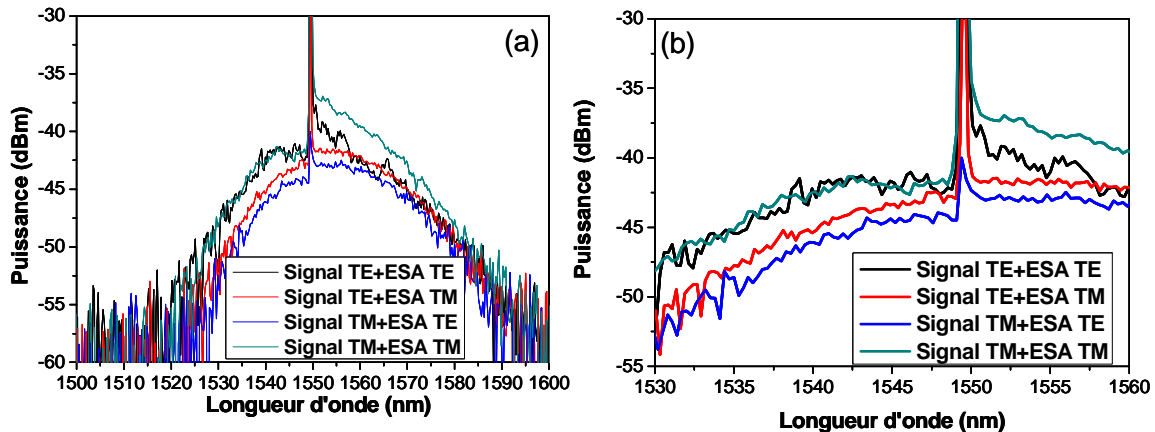 (a)
Puissance (dBm)
-30
-35
-40
-45
-50
-55
-60
Signal TE+ESA TE
Signal TE+ESA TM
Signal TM+ESA TE
Signal TM+ESA TM
1500 1510 1520 1530 1540 1550 1560 1570 1580 1590 1600
Longueur d'onde (nm)
(b)
Puissance (dBm)
-30
-35
-40
-45
-50
-55
Signal TE+ESA TE
Signal TE+ESA TM
Signal TM+ESA TE
Signal TM+ESA TM
1530 1535 1540 1545 1550 1555 1560
Longueur d'onde (nm)